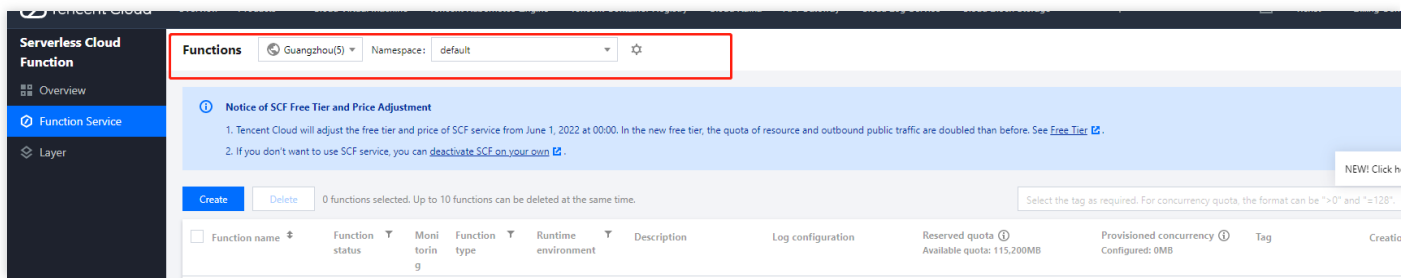 Tencent Cloud
Serverless Cloud
Function
Overview
Function Service
Layer
Functions
Guangzhou(5)
Namespace:
default
Notice of SCF Free Tier and Price Adjustment
1. Tencent Cloud will adjust the free tier and price of SCF service from June 1, 2022 at 00:00. In the new free tier, the quota of resource and outbound public traffic are doubled than before. See Free Tier .
2. If you don't want to use SCF service, you can deactivate SCF on your own .
NEW! Click
Create
Delete
0 functions selected. Up to 10 functions can be deleted at the same time.
Select the tag as required. For concurrency quota, the format can be ">0" and "=128".
Function name
Function
status
Moni
torin
g
Function
type
Runtime
environment
Description
Log configuration
Reserved quota
Available quota: 115,200MB
Provisioned concurrency
Configured: 0MB
Tag